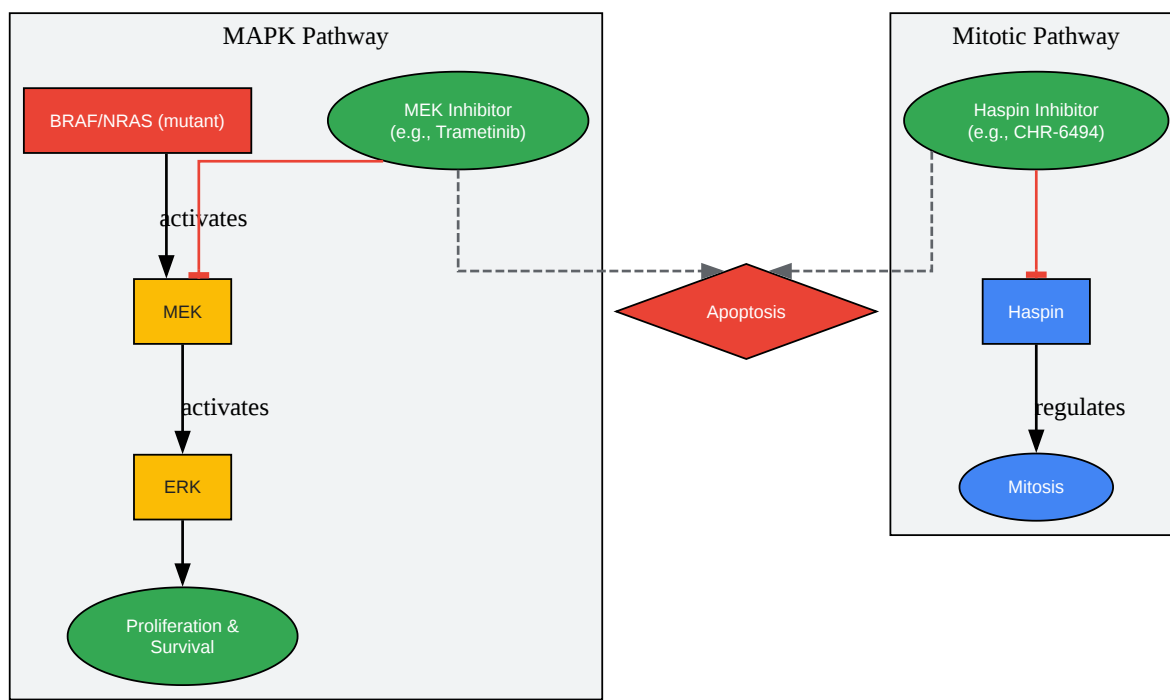 MAPK Pathway
BRAF/NRAS (mutant)
MEK Inhibitor
(e.g., Trametinib)
activates
MEK
activates
ERK
Proliferation &
Survival
Apoptosis
Mitotic Pathway
Haspin Inhibitor
(e.g., CHR-6494)
Haspin
regulates
Mitosis